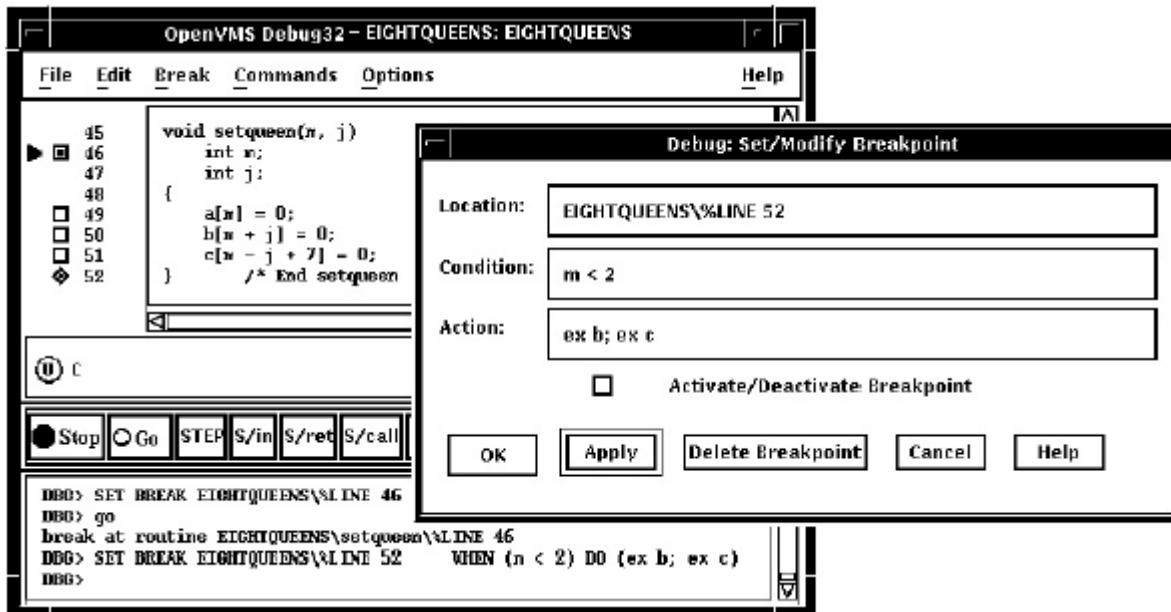 OpenVMS Debug32 – EIGHTQUEENS: EIGHTQUEENS
File Edit Break Commands Options Help
45 void setqueen(m, j)
46 int m;
47 int j;
48 {
49 a[m] = 0;
50 b[m + j] = 0;
51 c[m - j + 7] = 0;
52 } /* End setqueen
C
Stop Go STEP S/in S/ret S/call
DBG> SET BREAK EIGHTQUEENS\%LINE 46
DBG> go
break at routine EIGHTQUEENS\setqueen\%LINE 46
DBG> SET BREAK EIGHTQUEENS\%LINE 52 WHEN (m < 2) DO (ex b; ex c)
DBG>
Debug: Set/Modify Breakpoint
Location: EIGHTQUEENS\%LINE 52
Condition: m < 2
Action: ex b; ex c
Activate/Deactivate Breakpoint
OK Apply Delete Breakpoint Cancel Help